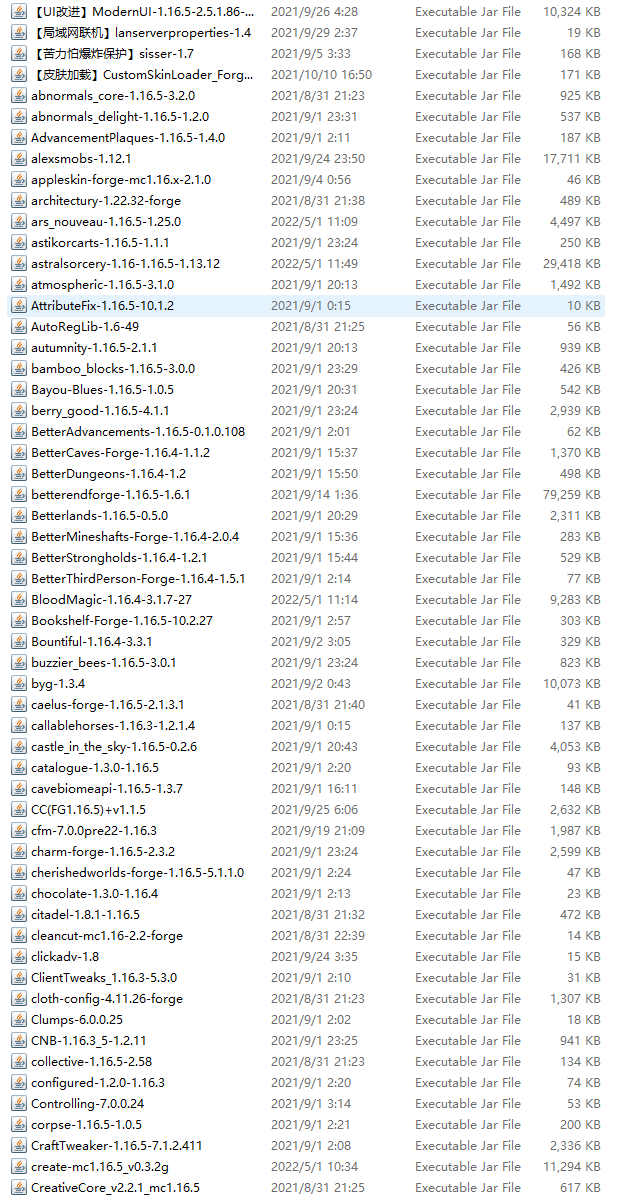 【UI改进】ModernUI-1.16.5-2.5.1.86-... 2021/9/26 4:28 Executable Jar File 10,324 KB
【局域网联机】lanserverproperties-1.4 2021/9/29 2:37 Executable Jar File 19 KB
【苦力怕爆炸保护】sisser-1.7 2021/9/5 3:33 Executable Jar File 168 KB
【皮肤加载】CustomSkinLoader_Forg... 2021/10/10 16:50 Executable Jar File 171 KB
abnormals_core-1.16.5-3.2.0 2021/8/31 21:23 Executable Jar File 925 KB
abnormals_delight-1.16.5-1.2.0 2021/9/1 23:31 Executable Jar File 537 KB
AdvancementPlaques-1.16.5-1.4.0 2021/9/1 2:11 Executable Jar File 187 KB
alexsmobs-1.12.1 2021/9/24 23:50 Executable Jar File 17,711 KB
appleskin-forge-mc1.16.x-2.1.0 2021/9/4 0:56 Executable Jar File 46 KB
architectury-1.22.32-forge 2021/8/31 21:38 Executable Jar File 489 KB
ars_nouveau-1.16.5-1.25.0 2022/5/1 11:09 Executable Jar File 4,497 KB
astikorcarts-1.16.5-1.1.1 2021/9/1 23:24 Executable Jar File 250 KB
astralsorcery-1.16-1.16.5-1.13.12 2022/5/1 11:49 Executable Jar File 29,418 KB
atmospheric-1.16.5-3.1.0 2021/9/1 20:13 Executable Jar File 1,492 KB
AttributeFix-1.16.5-10.1.2 2021/9/1 0:15 Executable Jar File 10 KB
AutoRegLib-1.6-49 2021/8/31 21:25 Executable Jar File 56 KB
autumnity-1.16.5-2.1.1 2021/9/1 20:13 Executable Jar File 939 KB
bamboo_blocks-1.16.5-3.0.0 2021/9/1 23:29 Executable Jar File 426 KB
Bayou-Blues-1.16.5-1.0.5 2021/9/1 20:31 Executable Jar File 542 KB
berry_good-1.16.5-4.1.1 2021/9/1 23:24 Executable Jar File 2,939 KB
BetterAdvancements-1.16.5-0.1.0.108 2021/9/1 2:01 Executable Jar File 62 KB
BetterCaves-Forge-1.16.4-1.1.2 2021/9/1 15:37 Executable Jar File 1,370 KB
BetterDungeons-1.16.4-1.2 2021/9/1 15:50 Executable Jar File 498 KB
betterendforge-1.16.5-1.6.1 2021/9/14 1:36 Executable Jar File 79,259 KB
Betterlands-1.16.5-0.5.0 2021/9/1 20:29 Executable Jar File 2,311 KB
BetterMineshafts-Forge-1.16.4-2.0.4 2021/9/1 15:36 Executable Jar File 283 KB
BetterStrongholds-1.16.4-1.2.1 2021/9/1 15:44 Executable Jar File 529 KB
BetterThirdPerson-Forge-1.16.4-1.5.1 2021/9/1 2:14 Executable Jar File 77 KB
BloodMagic-1.16.4-3.1.7-27 2022/5/1 11:14 Executable Jar File 9,283 KB
Bookshelf-Forge-1.16.5-10.2.27 2021/9/1 2:57 Executable Jar File 303 KB
Bountiful-1.16.4-3.3.1 2021/9/2 3:05 Executable Jar File 329 KB
buzzier_bees-1.16.5-3.0.1 2021/9/1 23:24 Executable Jar File 823 KB
byg-1.3.4 2021/9/2 0:43 Executable Jar File 10,073 KB
caelus-forge-1.16.5-2.1.3.1 2021/8/31 21:40 Executable Jar File 41 KB
callablehorses-1.16.3-1.2.1.4 2021/9/1 0:15 Executable Jar File 137 KB
castle_in_the_sky-1.16.5-0.2.6 2021/9/1 20:43 Executable Jar File 4,053 KB
catalogue-1.3.0-1.16.5 2021/9/1 2:20 Executable Jar File 93 KB
cavebiomeapi-1.16.5-1.3.7 2021/9/1 16:11 Executable Jar File 148 KB
CC(FG1.16.5)+v1.1.5 2021/9/25 6:06 Executable Jar File 2,632 KB
cfm-7.0.0pre22-1.16.3 2021/9/19 21:09 Executable Jar File 1,987 KB
charm-forge-1.16.5-2.3.2 2021/9/1 23:24 Executable Jar File 2,599 KB
cherishedworlds-forge-1.16.5-5.1.1.0 2021/9/1 2:24 Executable Jar File 47 KB
chocolate-1.3.0-1.16.4 2021/9/1 2:13 Executable Jar File 23 KB
citadel-1.8.1-1.16.5 2021/8/31 21:32 Executable Jar File 472 KB
cleancut-mc1.16-2.2-forge 2021/8/31 22:39 Executable Jar File 14 KB
clickadv-1.8 2021/9/24 3:35 Executable Jar File 15 KB
ClientTweaks_1.16.3-5.3.0 2021/9/1 2:10 Executable Jar File 31 KB
cloth-config-4.11.26-forge 2021/8/31 21:23 Executable Jar File 1,307 KB
Clumps-6.0.0.25 2021/9/1 2:02 Executable Jar File 18 KB
CNB-1.16.3_5-1.2.11 2021/9/1 23:25 Executable Jar File 941 KB
collective-1.16.5-2.58 2021/8/31 21:23 Executable Jar File 134 KB
configured-1.2.0-1.16.3 2021/9/1 2:20 Executable Jar File 74 KB
Controlling-7.0.0.24 2021/9/1 3:14 Executable Jar File 53 KB
corpse-1.16.5-1.0.5 2021/9/1 2:21 Executable Jar File 200 KB
CraftTweaker-1.16.5-7.1.2.411 2021/9/1 2:08 Executable Jar File 2,336 KB
create-mc1.16.5_v0.3.2g 2022/5/1 10:34 Executable Jar File 11,294 KB
CreativeCore_v2.2.1_mc1.16.5 2021/8/31 21:25 Executable Jar File 617 KB